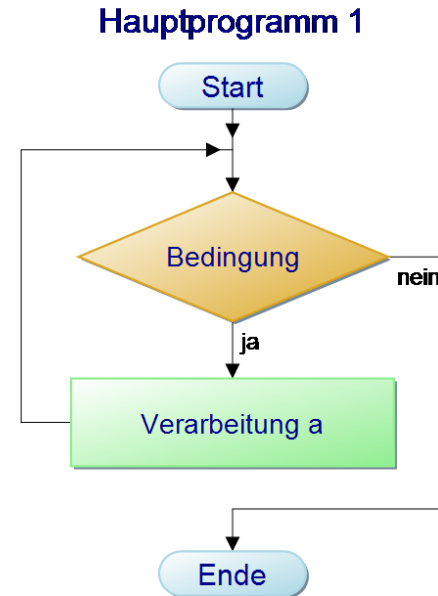 Hauptprogramm 1
Start
Bedingung
nein
ja
Verarbeitung a
Ende